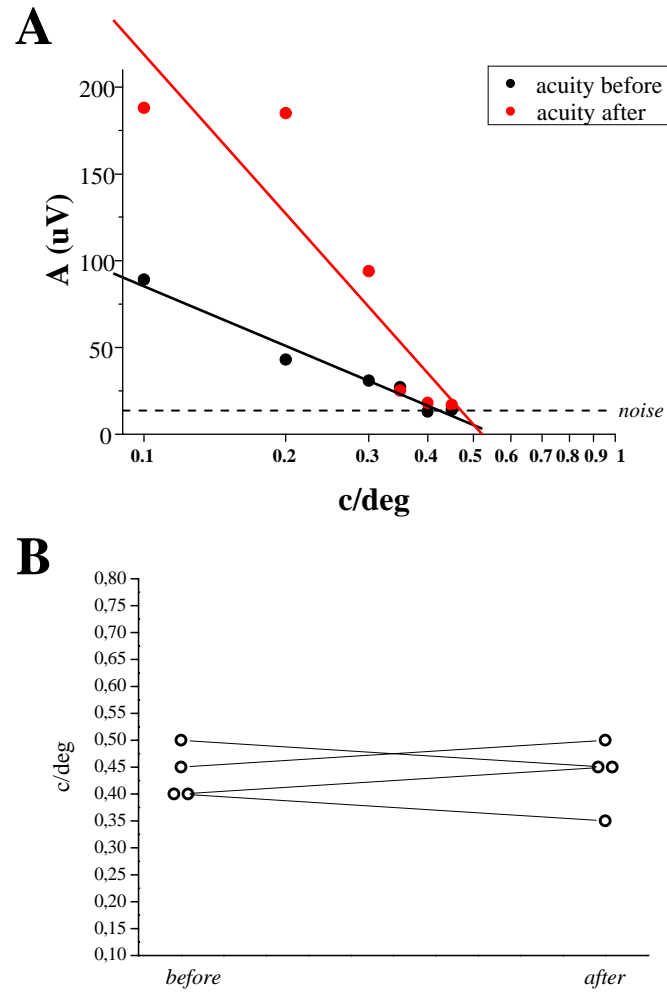 A
acuity before
acuity after
A (uV)
200
150
100
50
0
noise
0.1 0.2 0.3 0.4 0.5 0.6 0.7 0.8 0.9 1
c/deg
B
c/deg
0,80
0,75
0,70
0,65
0,60
0,55
0,50
0,45
0,40
0,35
0,30
0,25
0,20
0,15
0,10
before after